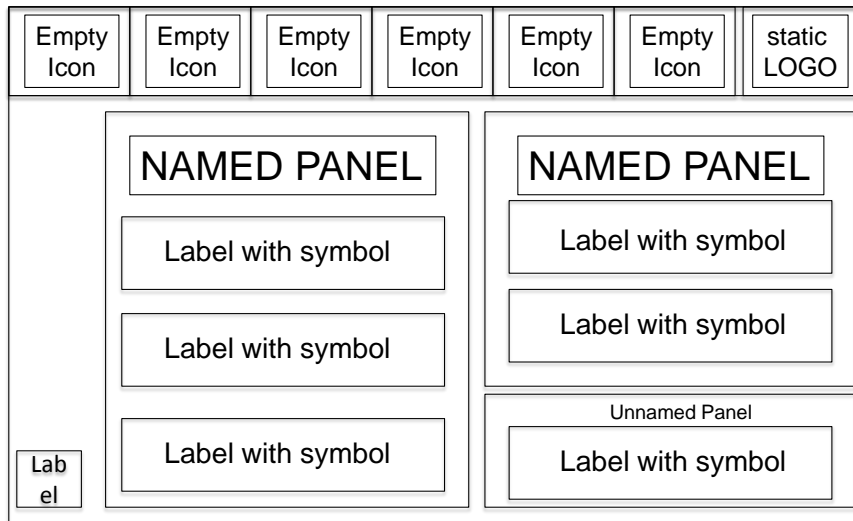 Empty
Icon
Empty
Icon
Empty
Icon
Empty
Icon
Empty
Icon
Empty
Icon
static
LOGO
NAMED PANEL
Label with symbol
Label with symbol
Label with symbol
NAMED PANEL
Label with symbol
Label with symbol
Unnamed Panel
Label with symbol
Lab
el